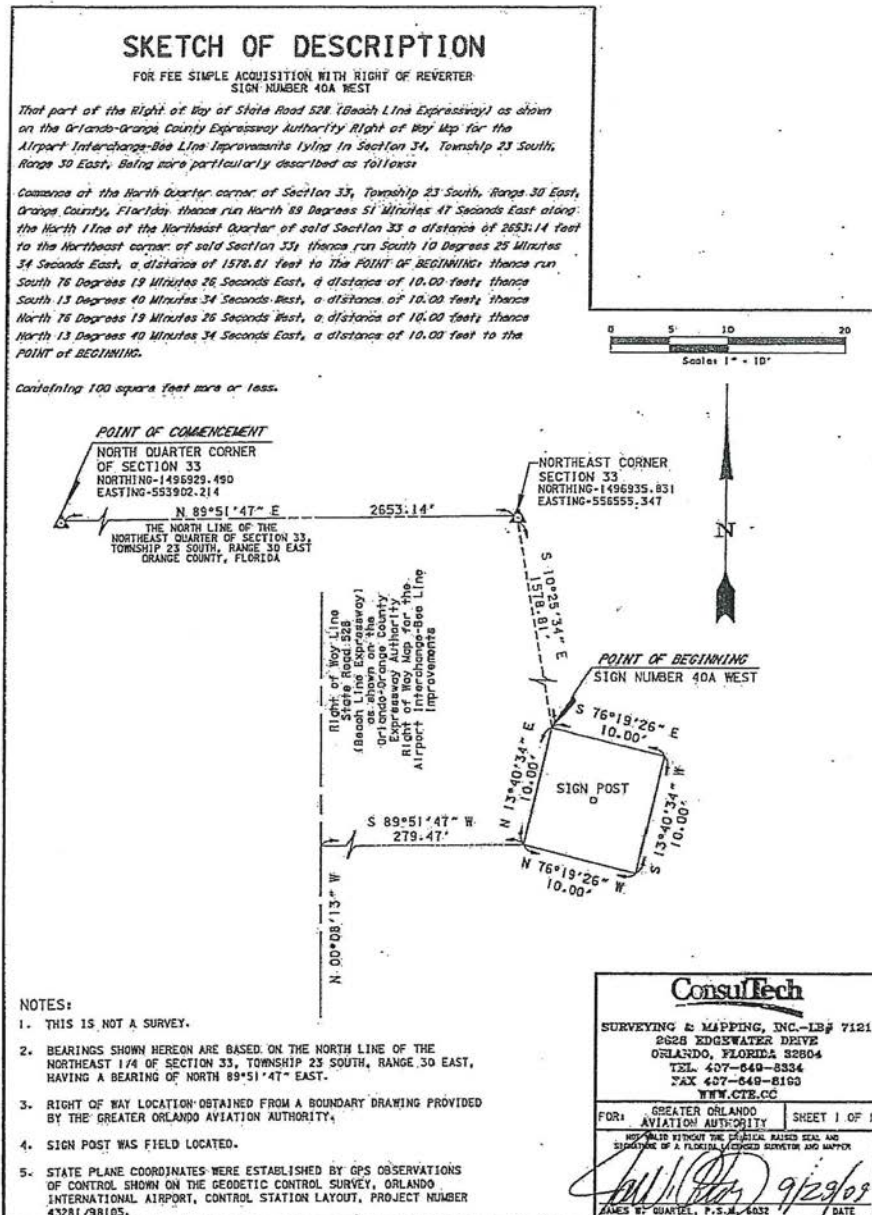 SKETCH OF DESCRIPTION
FOR FEE SIMPLE ACQUISITION WITH RIGHT OF REVERTER
SIGN NUMBER 40A WEST
That part of the Right of Way of State Road 528 (Beach Line Expressway) as shown
on the Orlando-Orange County Expressway Authority Right of Way Map for the
Airport Interchange-Bee Line Improvements lying in Section 34, Township 23 South,
Range 30 East, Being more particularly described as follows:
Commence at the North Quarter corner of Section 33, Township 23 South, Range 30 East,
Orange County, Florida; thence run North 89 Degrees 51 Minutes 47 Seconds East along
the North line of the Northeast Quarter of said Section 33 a distance of 2653.14 feet
to the Northeast corner of said Section 33; thence run South 10 Degrees 25 Minutes
34 Seconds East, a distance of 1578.81 feet to The POINT OF BEGINNING; thence run
South 76 Degrees 19 Minutes 26 Seconds East, a distance of 10.00 feet; thence
South 13 Degrees 40 Minutes 34 Seconds West, a distance of 10.00 feet; thence
North 76 Degrees 19 Minutes 26 Seconds West, a distance of 10.00 feet; thence
North 13 Degrees 40 Minutes 34 Seconds East, a distance of 10.00 feet to the
POINT of BEGINNING.
Containing 100 square feet more or less.
0 5 10 20
Scale: 1" = 10'
POINT OF COMMENCEMENT
NORTH QUARTER CORNER
OF SECTION 33
NORTHING-1496929.490
EASTING-553902.214
N 89°51'47" E 2653.14'
THE NORTH LINE OF THE
NORTHEAST QUARTER OF SECTION 33,
TOWNSHIP 23 SOUTH, RANGE 30 EAST
ORANGE COUNTY, FLORIDA
NORTHEAST CORNER
SECTION 33
NORTHING-1496935.831
EASTING-556555.347
N
S 10°25'34" E
1578.81'
Right of Way Line
State Road 528
(Beach Line Expressway)
as shown on the
Orlando-Orange County
Expressway Authority
Right of Way Map for the
Airport Interchange-Bee Line
Improvements
POINT OF BEGINNING
SIGN NUMBER 40A WEST
S 76°19'26" E
10.00'
N 13°40'34" E
10.00'
SIGN POST
S 13°40'34" W
10.00'
N 76°19'26" W
10.00'
S 89°51'47" W
279.47'
N 00°08'13" W
NOTES:
1. THIS IS NOT A SURVEY.
2. BEARINGS SHOWN HEREON ARE BASED ON THE NORTH LINE OF THE
NORTHEAST 1/4 OF SECTION 33, TOWNSHIP 23 SOUTH, RANGE 30 EAST,
HAVING A BEARING OF NORTH 89°51'47" EAST.
3. RIGHT OF WAY LOCATION OBTAINED FROM A BOUNDARY DRAWING PROVIDED
BY THE GREATER ORLANDO AVIATION AUTHORITY.
4. SIGN POST WAS FIELD LOCATED.
5. STATE PLANE COORDINATES WERE ESTABLISHED BY GPS OBSERVATIONS
OF CONTROL SHOWN ON THE GEODETIC CONTROL SURVEY, ORLANDO
INTERNATIONAL AIRPORT, CONTROL STATION LAYOUT, PROJECT NUMBER
43281/98105.
ConsulTech
SURVEYING & MAPPING, INC.-LB# 7121
2628 EDGEWATER DRIVE
ORLANDO, FLORIDA 32804
TEL. 407-649-8334
FAX 407-649-8190
WWW.CTE.CC
FOR: GREATER ORLANDO
AVIATION AUTHORITY
SHEET 1 OF
NOT VALID WITHOUT THE ORIGINAL RAISED SEAL AND
SIGNATURE OF A FLORIDA LICENSED SURVEYOR AND MAPPER
9/29/09
JAMES W. QUARTEL, P.S.M. 6032 DATE